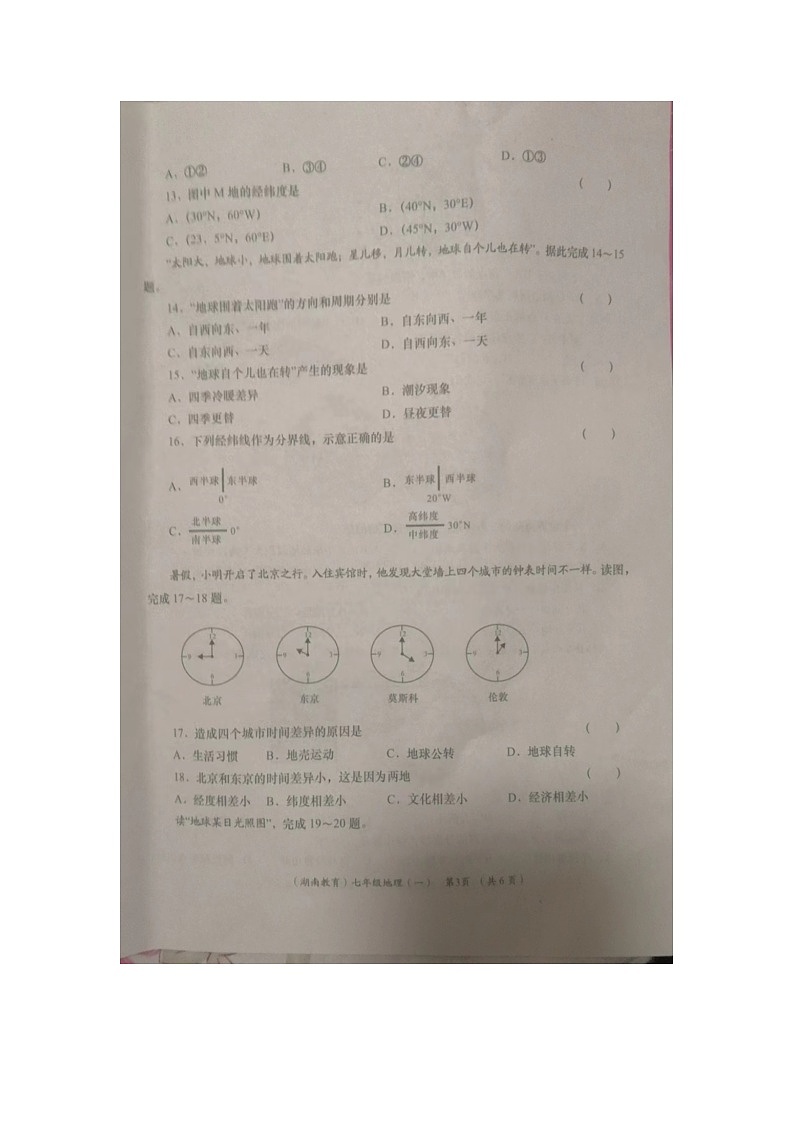 A、①② B、③④ C、②④ D、①③
13、图中 M 地的经纬度是 ( )
A、(30°N，60°W) B、(40°N，30°E)
C、(23．5°N，60°E) D、(45°N，30°W)
“太阳大，地球小，地球围着太阳跑；星儿移，月儿转，地球自个儿也在转”。据此完成14～15
题。
14、“地球围着太阳跑”的方向和周期分别是 ( )
A、自西向东、一年 B、自东向西、一年
C、自东向西、一天 D、自西向东、一天
15、“地球自个儿也在转”产生的现象是 ( )
A、四季冷暖差异 B、潮汐现象
C、四季更替 D、昼夜更替
16、下列经纬线作为分界线，示意正确的是 ( )
A、西半球 东半球 B、东半球 西半球
0° 20°W
C、北半球 南半球 0° D、高纬度 中纬度 30°N
暑假，小明开启了北京之行。入住宾馆时，他发现大堂墙上四个城市的钟表时间不一样。读图，
完成17～18 题。
12 12 12 12
9 3 9 3 9 3 9 3
6 6 6 6
北京 东京 莫斯科 伦敦
17、造成四个城市时间差异的原因是 ( )
A、生活习惯 B、地壳运动 C、地球公转 D、地球自转
18、北京和东京的时间差异小，这是因为两地 ( )
A、经度相差小 B、纬度相差小 C、文化相差小 D、经济相差小
读“地球某日光照图”，完成19～20题。
（湖南教育）七年级地理（一） 第3页 （共6页）